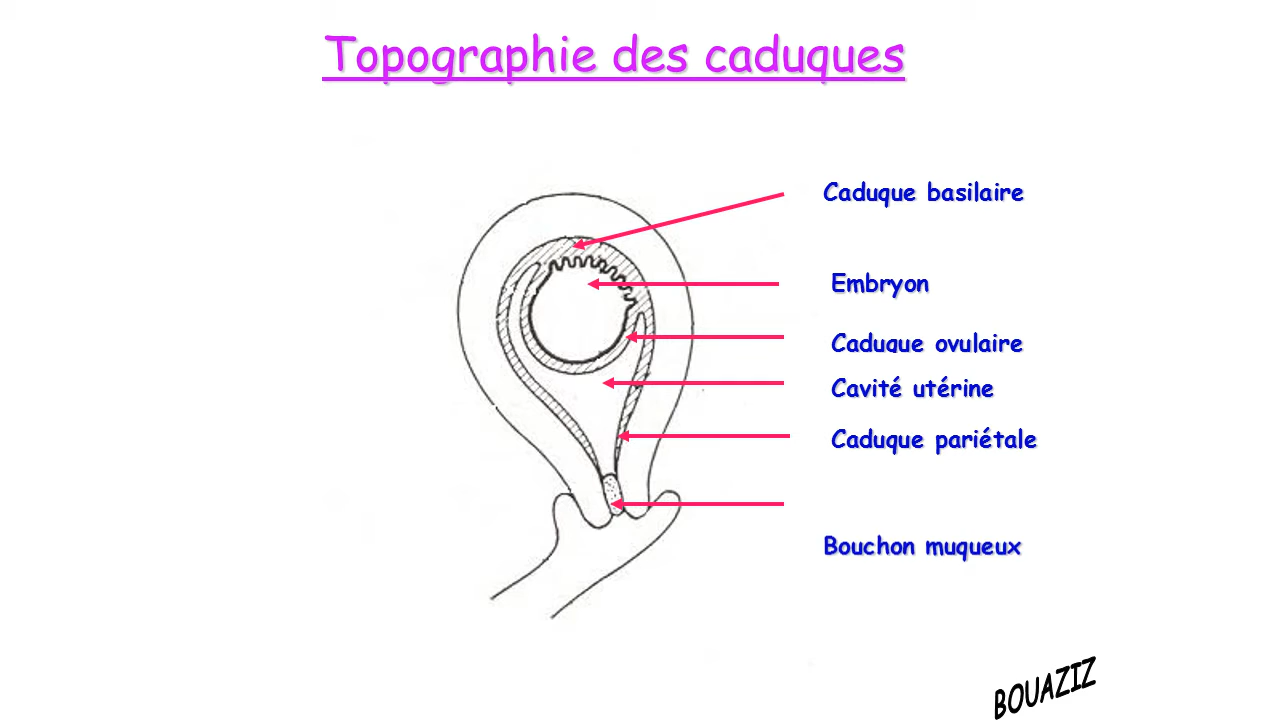 Topographie des caduques
Caduque basilaire
Embryon
Caduque ovulaire
Cavité utérine
Caduque pariétale
Bouchon muqueux
BOUAZIZ